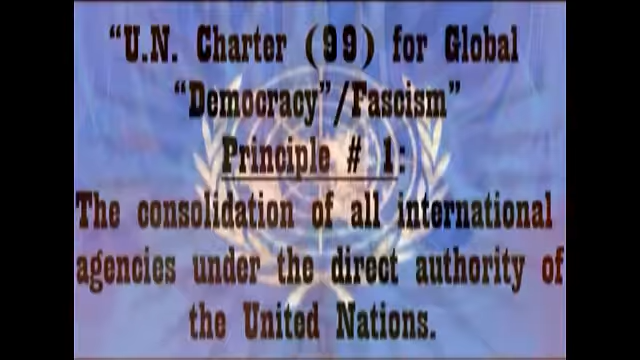 “U.N. Charter (99) for Global
“Democracy”/Fascism”
Principle # 1:
The consolidation of all international
agencies under the direct authority of
the United Nations.